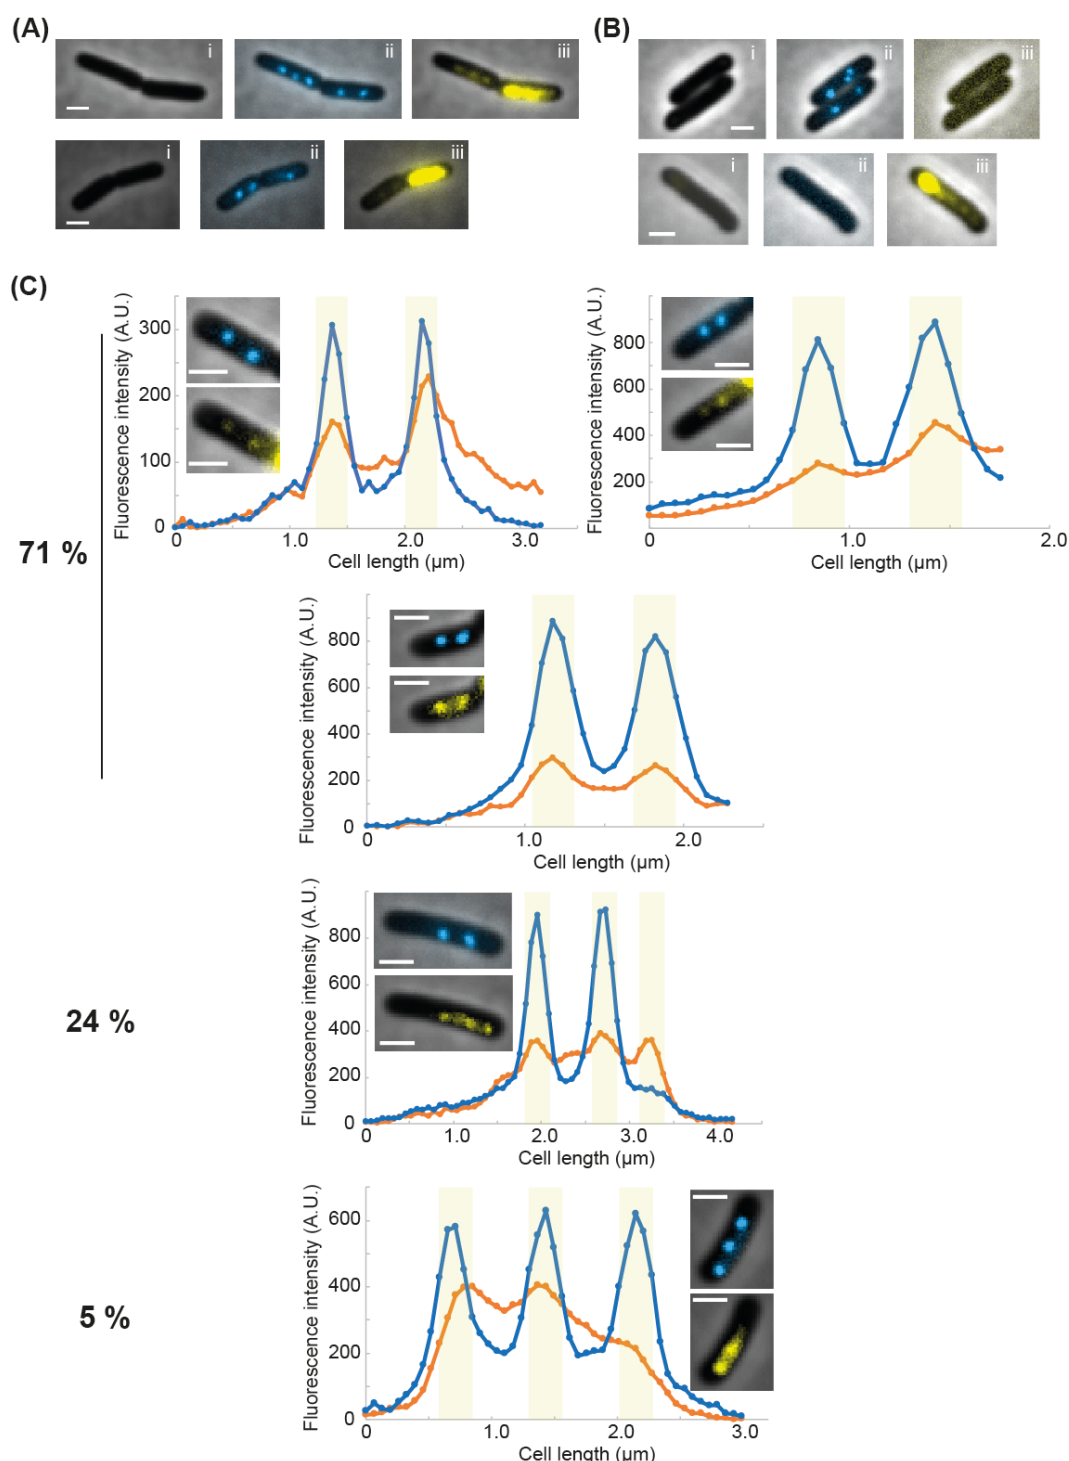 (A)
(B)
i
ii
iii
i
ii
iii
i
ii
iii
i
ii
iii
(C)
71 %
Fluorescence intensity (A.U.)
300
200
100
0
0
1.0
2.0
3.0
Cell length (µm)
Fluorescence intensity (A.U.)
800
600
400
200
0
1.0
2.0
Cell length (µm)
Fluorescence intensity (A.U.)
800
600
400
200
0
0
1.0
2.0
Cell length (µm)
24 %
Fluorescence intensity (A.U.)
800
600
400
200
0
0
1.0
2.0
3.0
4.0
Cell length (µm)
5 %
Fluorescence intensity (A.U.)
600
400
200
0
0
1.0
2.0
3.0
Cell length (µm)